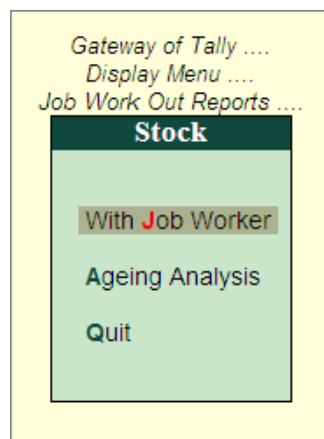 Gateway of Tally ....
Display Menu ....
Job Work Out Reports ....
Stock
With Job Worker
Ageing Analysis
Quit